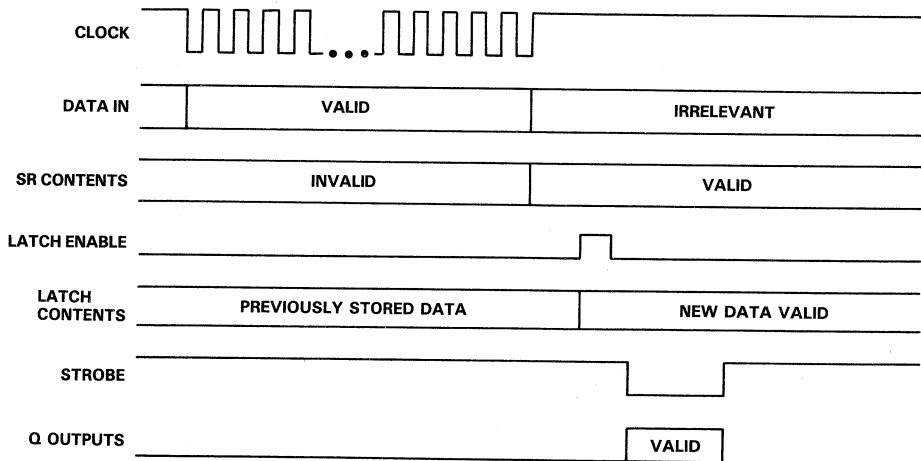 CLOCK
DATA IN
VALID
IRRELEVANT
SR CONTENTS
INVALID
VALID
LATCH ENABLE
LATCH
CONTENTS
PREVIOUSLY STORED DATA
NEW DATA VALID
STROBE
Q OUTPUTS
VALID